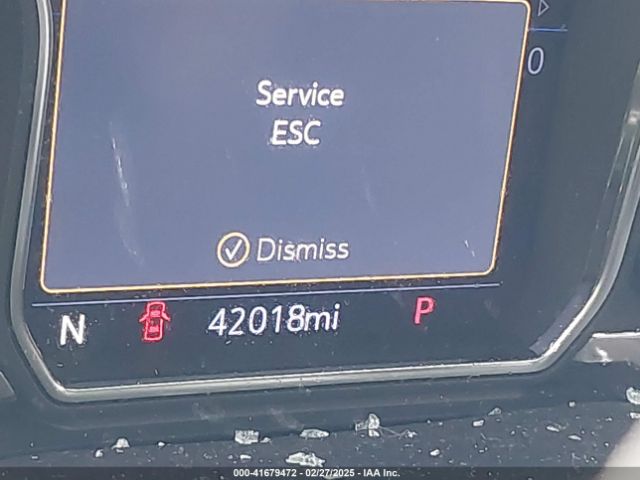 0
Service
ESC
Dismiss
N 42018mi P
000-41679472 - 02/27/2025 - IAA Inc.